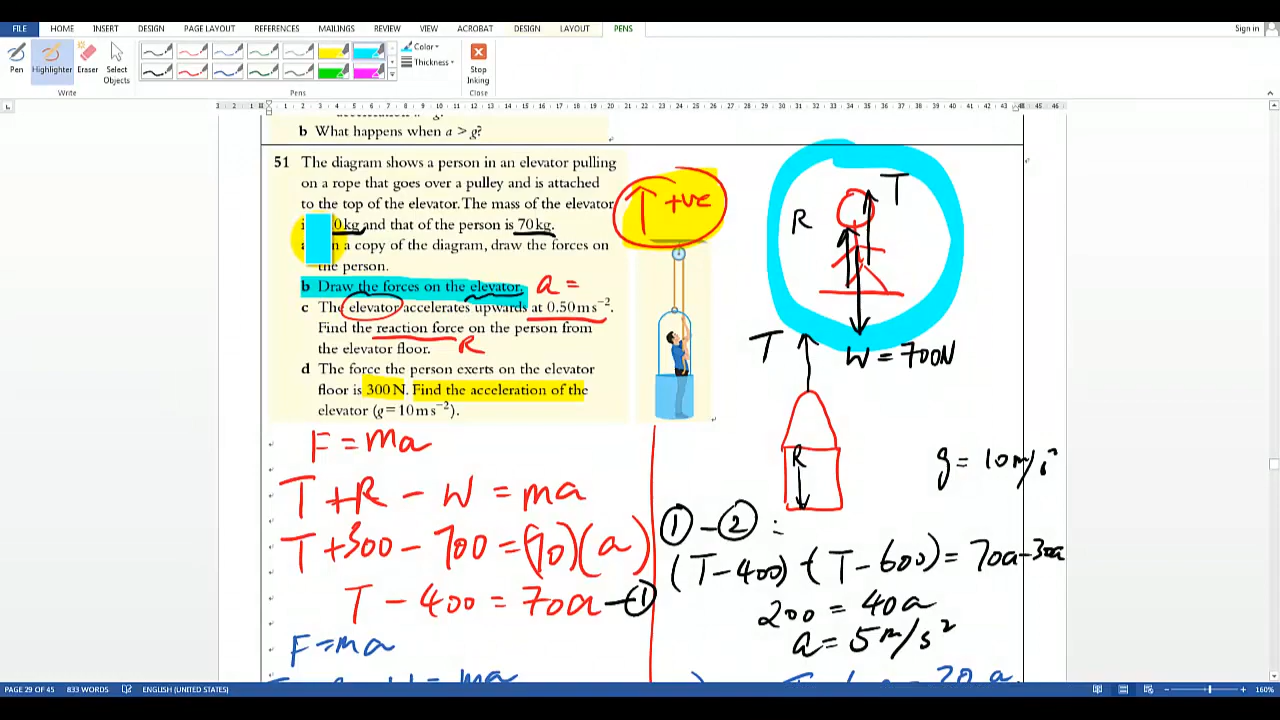 FILE HOME INSERT DESIGN PAGE LAYOUT REFERENCES MAILINGS REVIEW VIEW ACROBAT DESIGN LAYOUT PENS Sign in
Pen Highlighter Eraser Select Objects
Color
Thickness
Stop Inking
Write Pens Close
b What happens when a > g?
51 The diagram shows a person in an elevator pulling
on a rope that goes over a pulley and is attached
to the top of the elevator. The mass of the elevator
0 kg and that of the person is 70 kg.
n a copy of the diagram, draw the forces on
the person.
b Draw the forces on the elevator. a =
c The elevator accelerates upwards at 0.50 m s⁻².
Find the reaction force on the person from
the elevator floor. R
d The force the person exerts on the elevator
floor is 300 N. Find the acceleration of the
elevator (g = 10 m s⁻²).
↑ +ve
T
R
W = 700N
T
R
g = 10 m/s²
F = ma
T + R - W = ma
T + 300 - 700 = (70)(a)
T - 400 = 70a - ①
F = ma
① - ② :
(T - 400) - (T - 600) = 70a - 30a
200 = 40a
a = 5 m/s²
PAGE 29 OF 45 833 WORDS ENGLISH (UNITED STATES) 160%